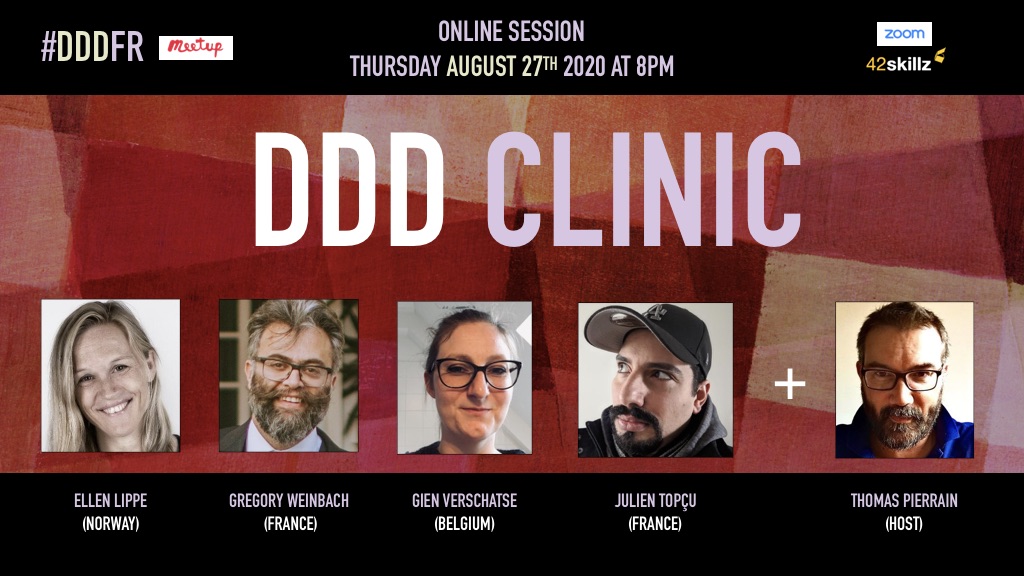 #DDDFR
meetup
ONLINE SESSION
THURSDAY AUGUST 27TH 2020 AT 8PM
zoom
42skillz
DDD CLINIC
+
ELLEN LIPPE
(NORWAY)
GREGORY WEINBACH
(FRANCE)
GIEN VERSCHATSE
(BELGIUM)
JULIEN TOPÇU
(FRANCE)
THOMAS PIERRAIN
(HOST)